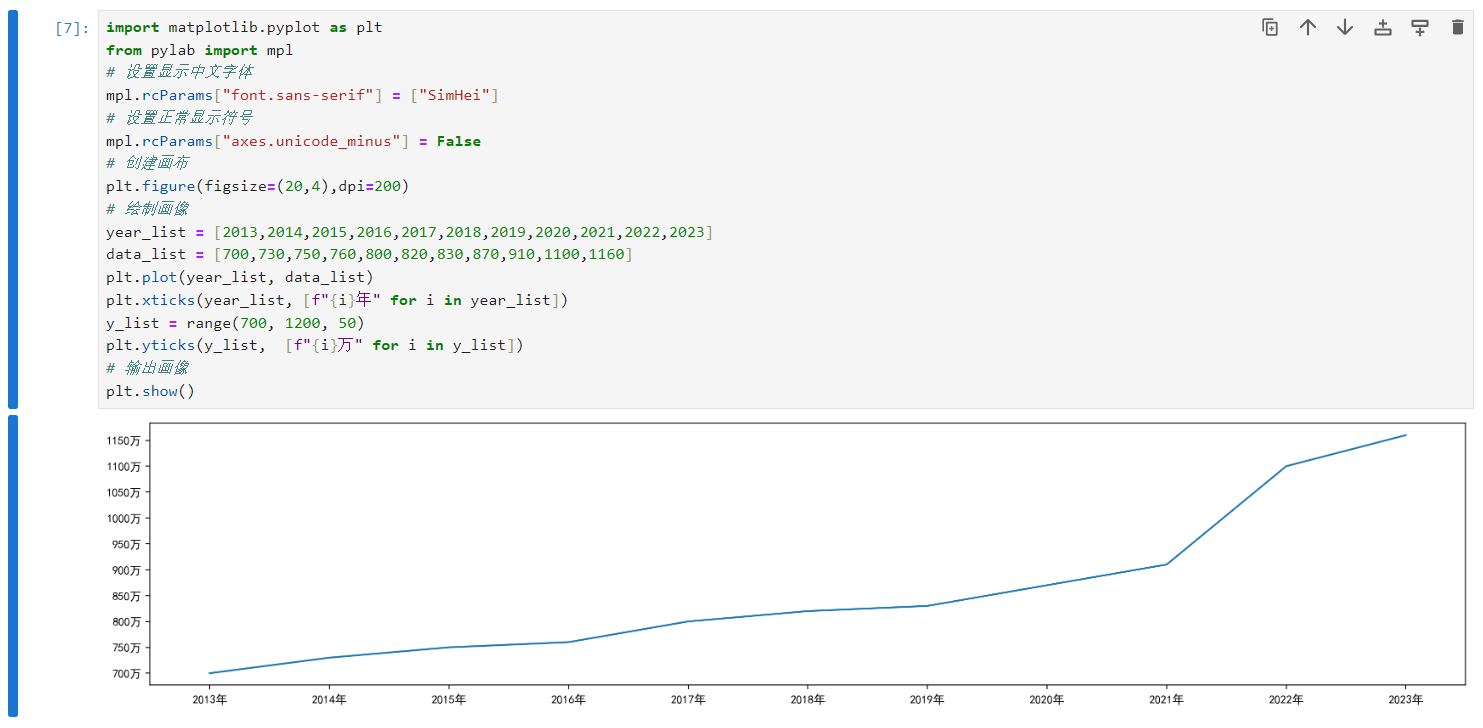 [7]:
import matplotlib.pyplot as plt
from pylab import mpl
# 设置显示中文字体
mpl.rcParams["font.sans-serif"] = ["SimHei"]
# 设置正常显示符号
mpl.rcParams["axes.unicode_minus"] = False
# 创建画布
plt.figure(figsize=(20,4),dpi=200)
# 绘制画像
year_list = [2013,2014,2015,2016,2017,2018,2019,2020,2021,2022,2023]
data_list = [700,730,750,760,800,820,830,870,910,1100,1160]
plt.plot(year_list, data_list)
plt.xticks(year_list, [f"{i}年" for i in year_list])
y_list = range(700, 1200, 50)
plt.yticks(y_list,  [f"{i}万" for i in y_list])
# 输出画像
plt.show()
1150万
1100万
1050万
1000万
950万
900万
850万
800万
750万
700万
2013年 2014年 2015年 2016年 2017年 2018年 2019年 2020年 2021年 2022年 2023年